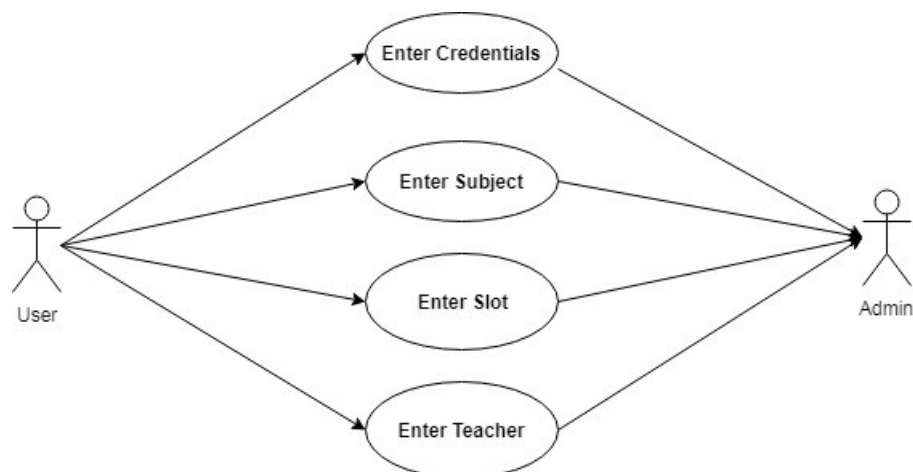 Enter Credentials
Enter Subject
User
Enter Slot
Admin
Enter Teacher